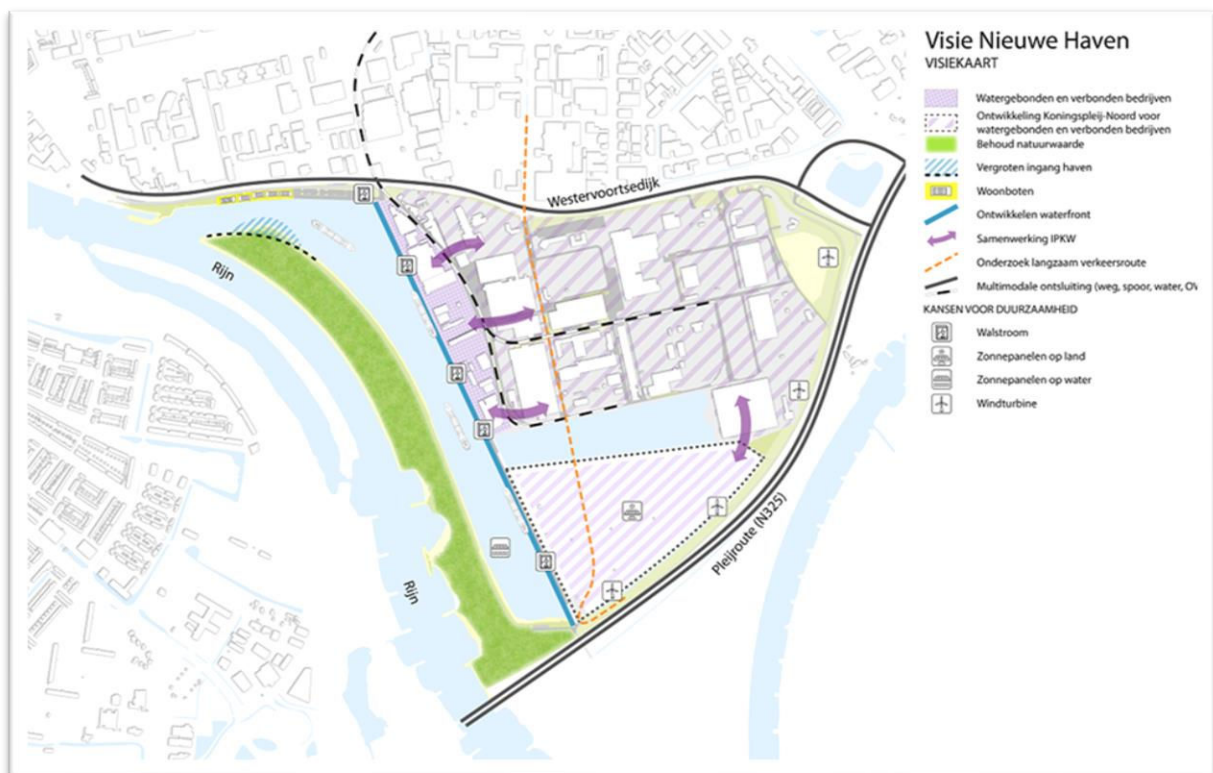 Visie Nieuwe Haven
VISIEKAART
Watergebonden en verbonden bedrijven
Ontwikkeling Koningspleij-Noord voor
watergebonden en verbonden bedrijven
Behoud natuurwaarde
Vergroten ingang haven
Woonboten
Ontwikkelen waterfront
Samenwerking IPKW
Onderzoek langzaam verkeersroute
Multimodale ontsluiting (weg, spoor, water, OV
KANSEN VOOR DUURZAAMHEID
Walstroom
Zonnepanelen op land
Zonnepanelen op water
Windturbine
Westervoortsedijk
Rijn
Pleijroute (N325)
Rijn